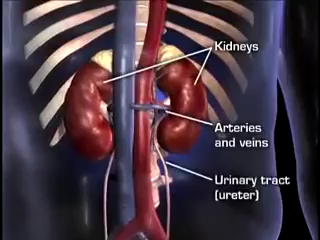 Kidneys
Arteries
and veins
Urinary tract
(ureter)